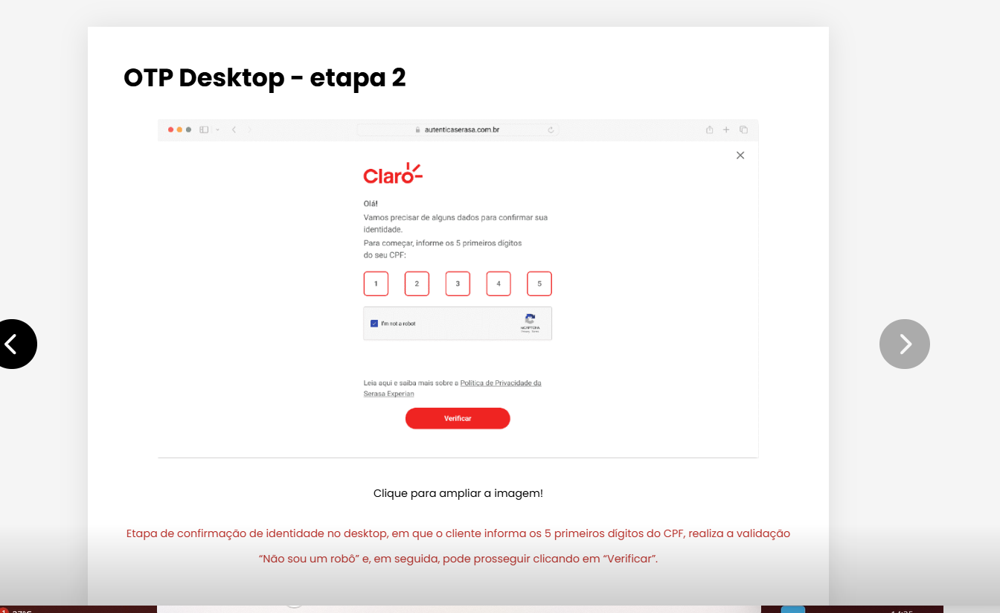 OTP Desktop - etapa 2
autenticaserasa.com.br
Claro
Olá!
Vamos precisar de alguns dados para confirmar sua
identidade.
Para começar, informe os 5 primeiros dígitos
do seu CPF:
1 2 3 4 5
I'm not a robot
reCAPTCHA
Leia aqui e saiba mais sobre a Política de Privacidade da
Serasa Experian
Verificar
Clique para ampliar a imagem!
Etapa de confirmação de identidade no desktop, em que o cliente informa os 5 primeiros dígitos do CPF, realiza a validação
“Não sou um robô” e, em seguida, pode prosseguir clicando em “Verificar”.